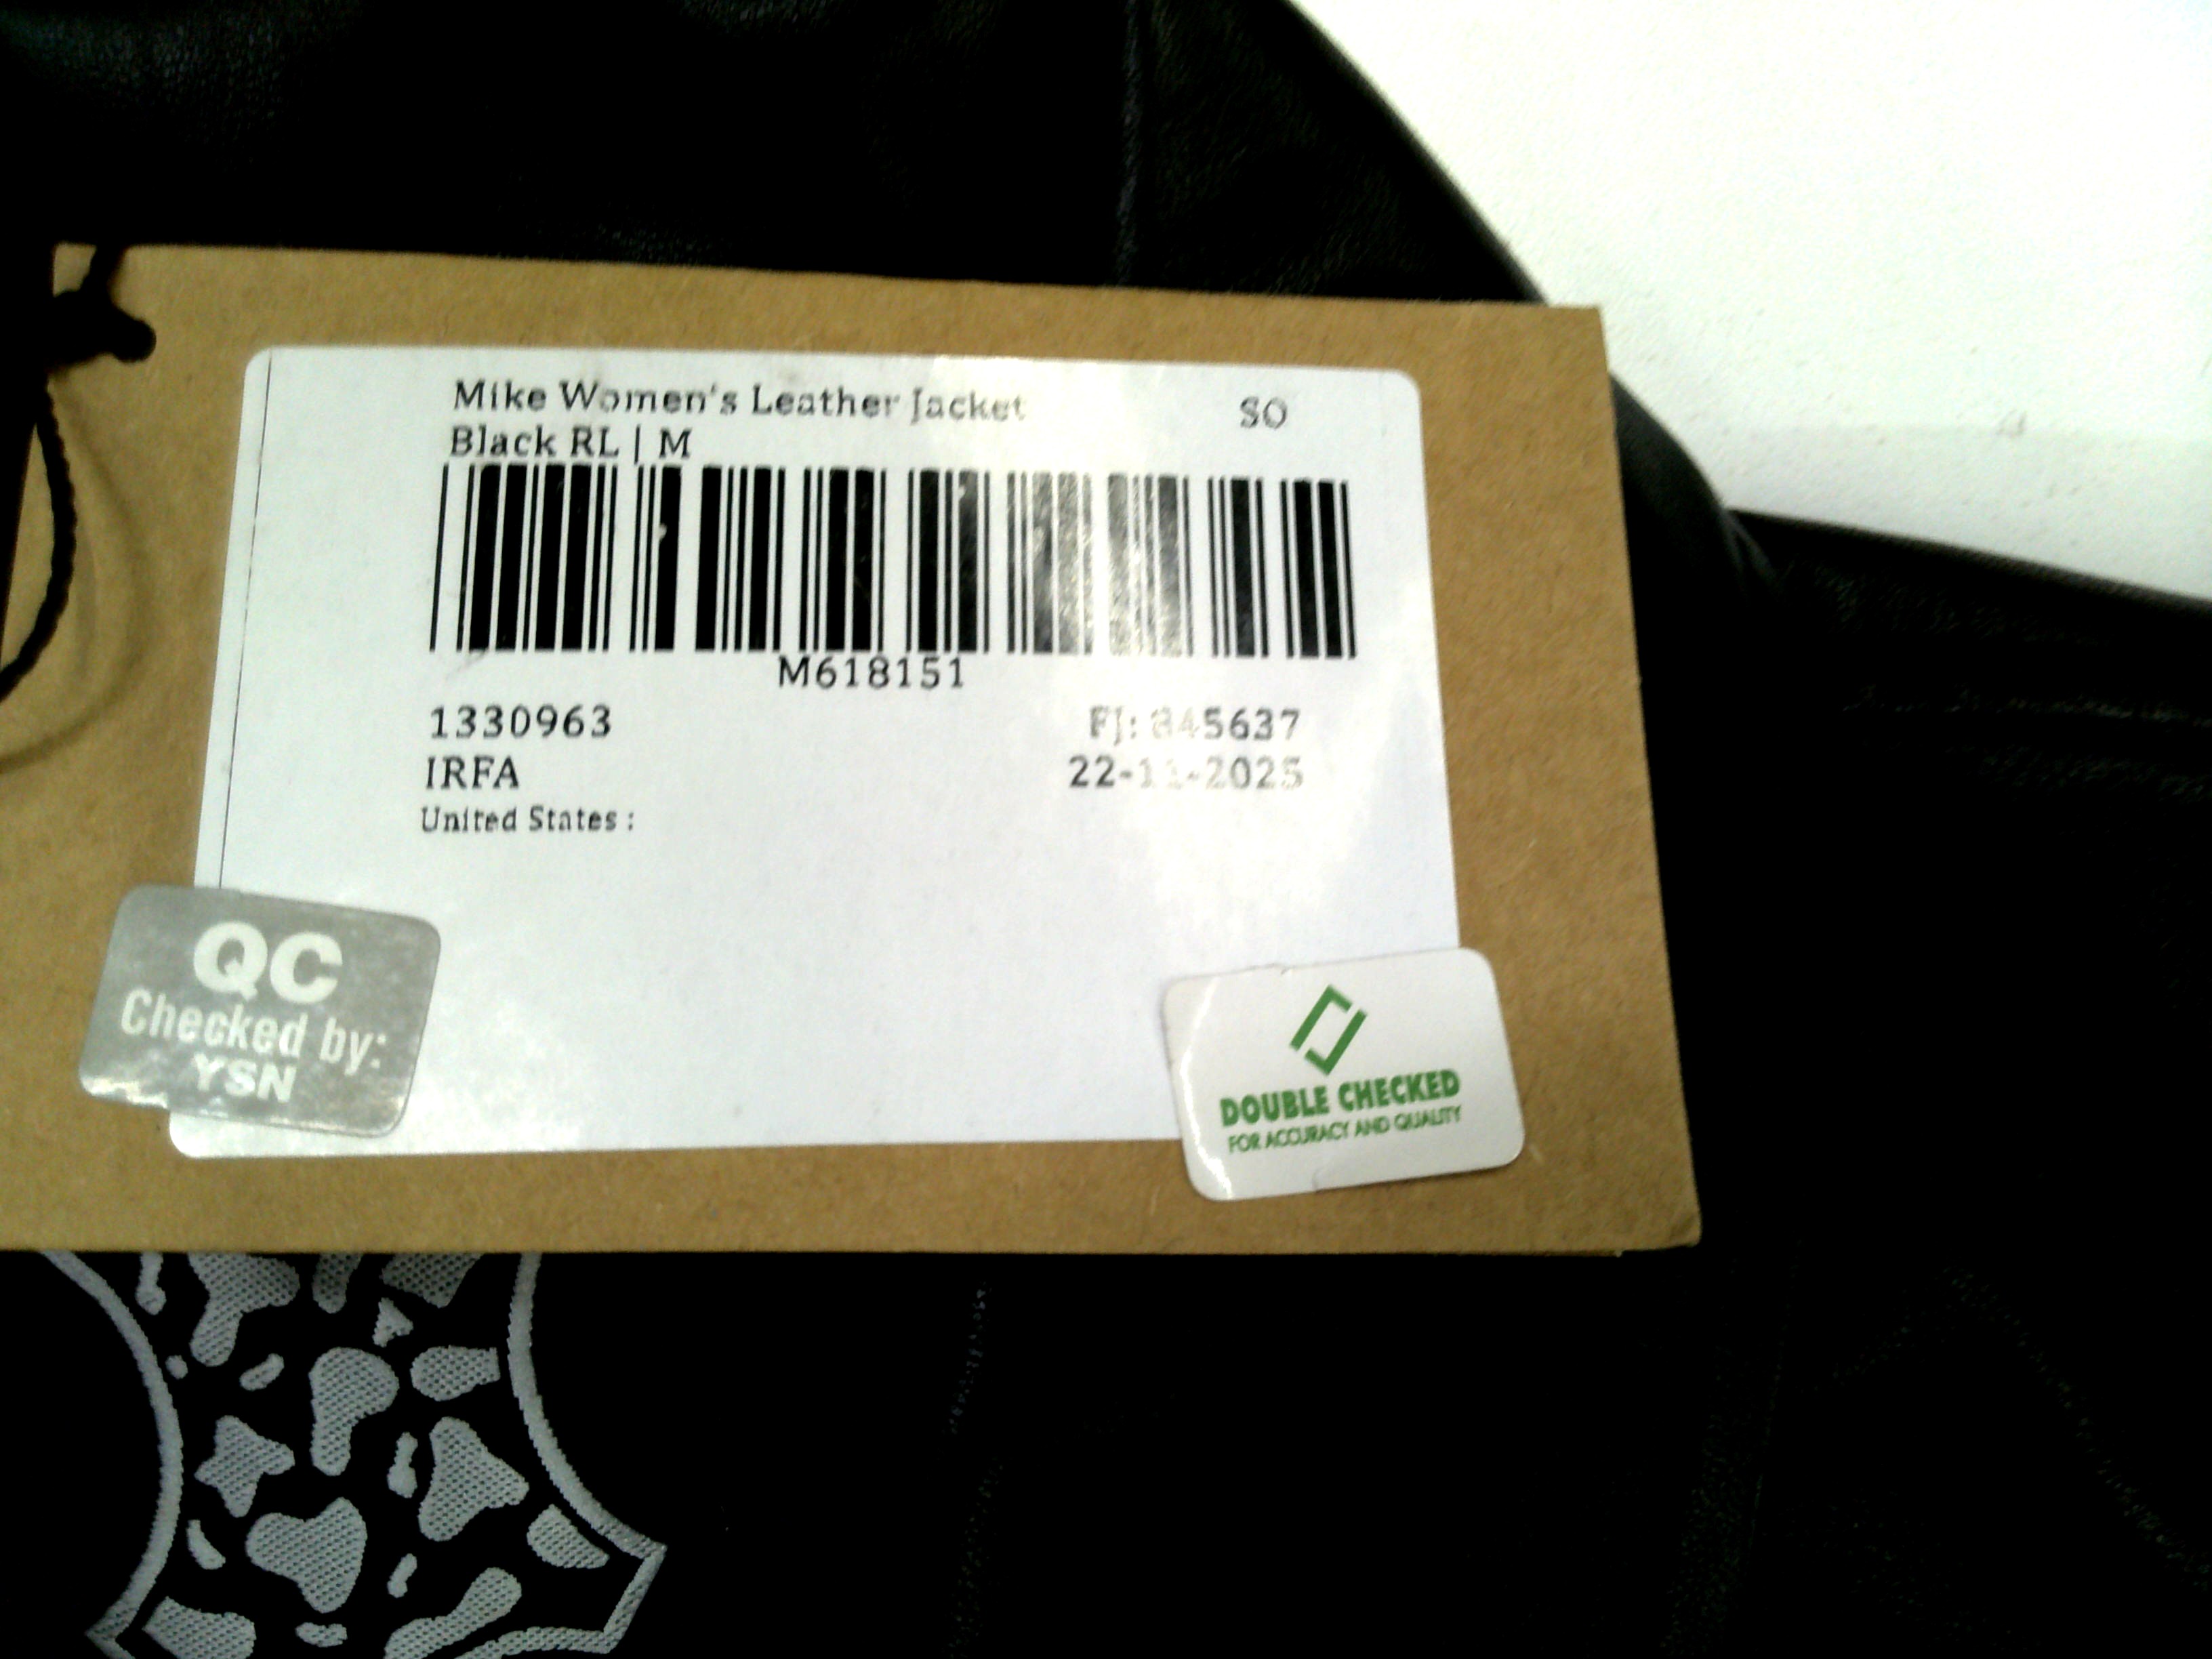 Mike Women's Leather Jacket SO
Black RL | M
M618151
1330963 FJ: 845637
IRFA 22-11-2025
United States :
QC
Checked by:
YSN
DOUBLE CHECKED
FOR ACCURACY AND QUALITY